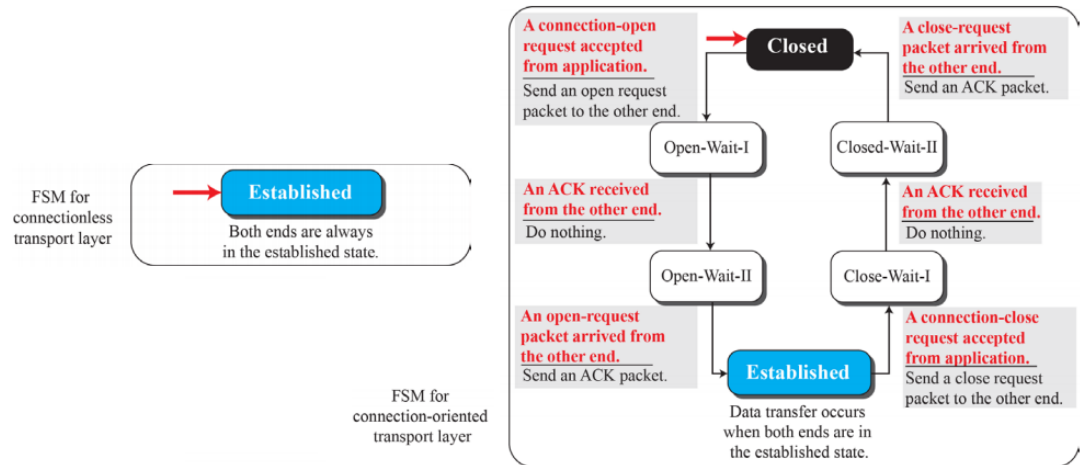 FSM for
connectionless
transport layer
Established
Both ends are always
in the established state.
FSM for
connection-oriented
transport layer
A connection-open
request accepted
from application.
Send an open request
packet to the other end.
Closed
A close-request
packet arrived from
the other end.
Send an ACK packet.
Open-Wait-I
Closed-Wait-II
An ACK received
from the other end.
Do nothing.
An ACK received
from the other end.
Do nothing.
Open-Wait-II
Close-Wait-I
An open-request
packet arrived from
the other end.
Send an ACK packet.
Established
Data transfer occurs
when both ends are in
the established state.
A connection-close
request accepted
from application.
Send a close request
packet to the other end.